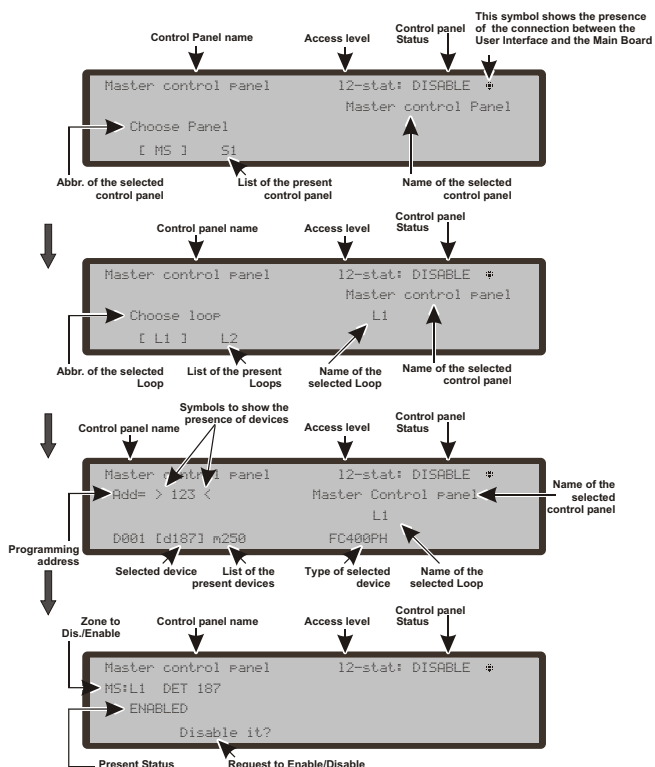 This symbol shows the presence
of the connection between the
User Interface and the Main Board
Control Panel name
Access level
Control panel
Status
Master control panel 12-stat: DISABLE
Master control Panel
Choose Panel
[ MS ] S1
Abbr. of the selected
control panel
List of the present
control panel
Name of the selected
control panel
Control panel name
Access level
Control panel
Status
Master control panel 12-stat: DISABLE
Master control panel
Choose loop L1
[ L1 ] L2
Abbr. of the selected
Loop
List of the present
Loops
Name of the
selected Loop
Name of the selected
control panel
Symbols to show the
presence of devices
Control panel name
Access level
Control panel
Status
Master control panel 12-stat: DISABLE
Add= > 123 < Master Control panel
L1
D001 [d187] m250 FC400PH
Name of the
selected
control panel
Programming
address
Selected device
List of the
present devices
Type of selected
device
Name of the
selected Loop
Zone to
Dis./Enable
Control panel name
Access level
Control panel
Status
Master control panel 12-stat: DISABLE
MS:L1 DET 187
ENABLED
Disable it?
Present Status
Request to Enable/Disable